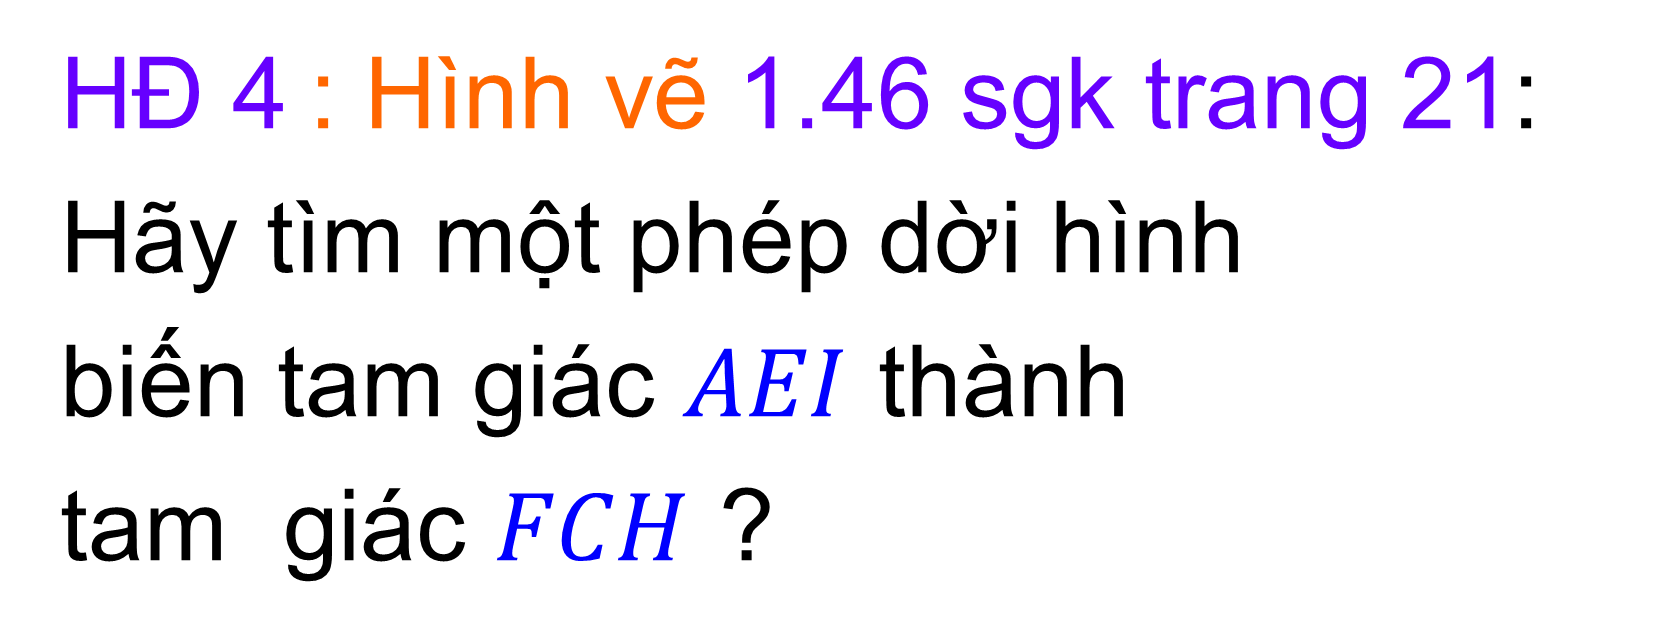 HĐ 4 : Hình vẽ 1.46 sgk trang 21:
Hãy tìm một phép dời hình
biến tam giác AEI thành
tam giác FCH ?